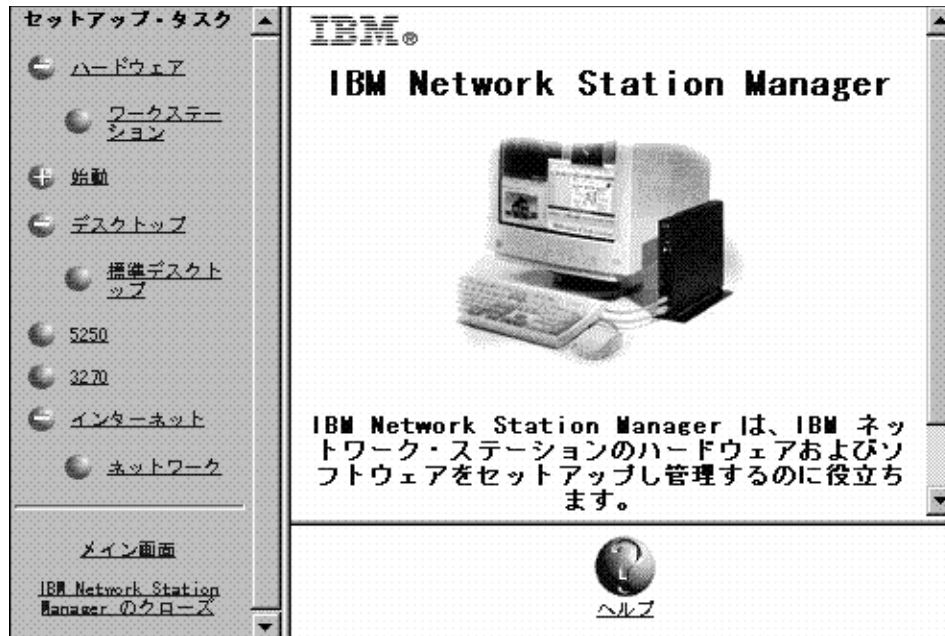 セットアップ・タスク
ハードウェア
ワークステー
ション
始動
デスクトップ
標準デスクト
ップ
5250
3270
インターネット
ネットワーク
メイン画面
IBM Network Station
Manager のクローズ
IBM®
IBM Network Station Manager
IBM Network Station Manager は、IBM ネッ
トワーク・ステーションのハードウェアおよびソ
フトウェアをセットアップし管理するのに役立ち
ます。
ヘルプ